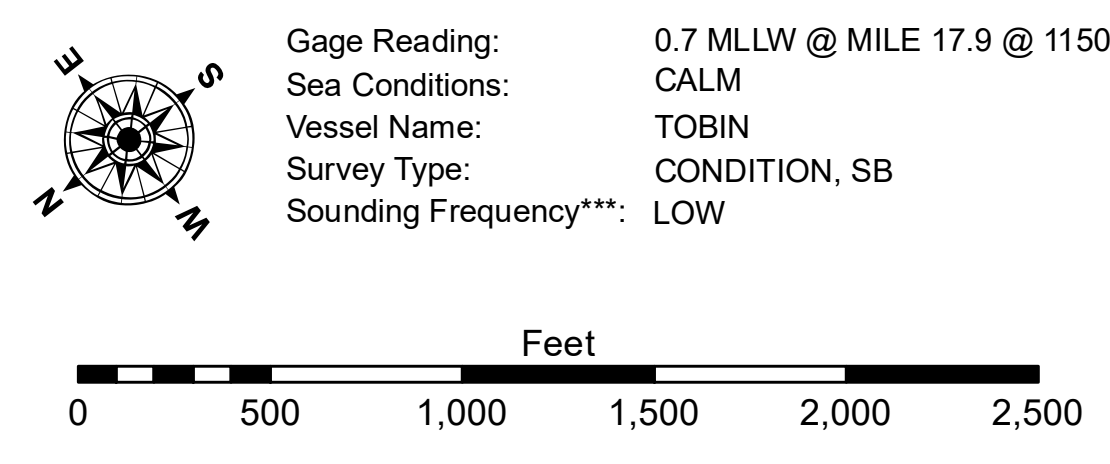 E
S
N
W
Gage Reading: 0.7 MLLW @ MILE 17.9 @ 1150
Sea Conditions: CALM
Vessel Name: TOBIN
Survey Type: CONDITION, SB
Sounding Frequency***: LOW
Feet
0 500 1,000 1,500 2,000 2,500